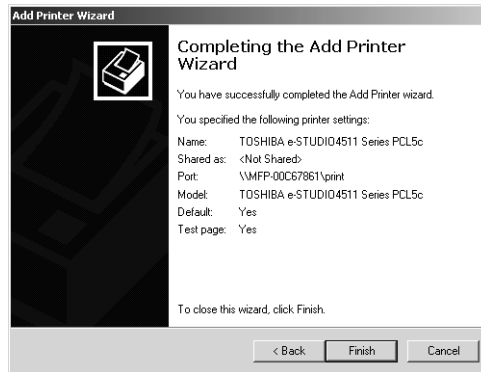 Add Printer Wizard
Completing the Add Printer
Wizard
You have successfully completed the Add Printer wizard.
You specified the following printer settings:
Name: TOSHIBA e-STUDIO4511 Series PCL5c
Shared as: <Not Shared>
Port: \\MFP-00C67861\print
Model: TOSHIBA e-STUDIO4511 Series PCL5c
Default: Yes
Test page: Yes
To close this wizard, click Finish.
< Back Finish Cancel